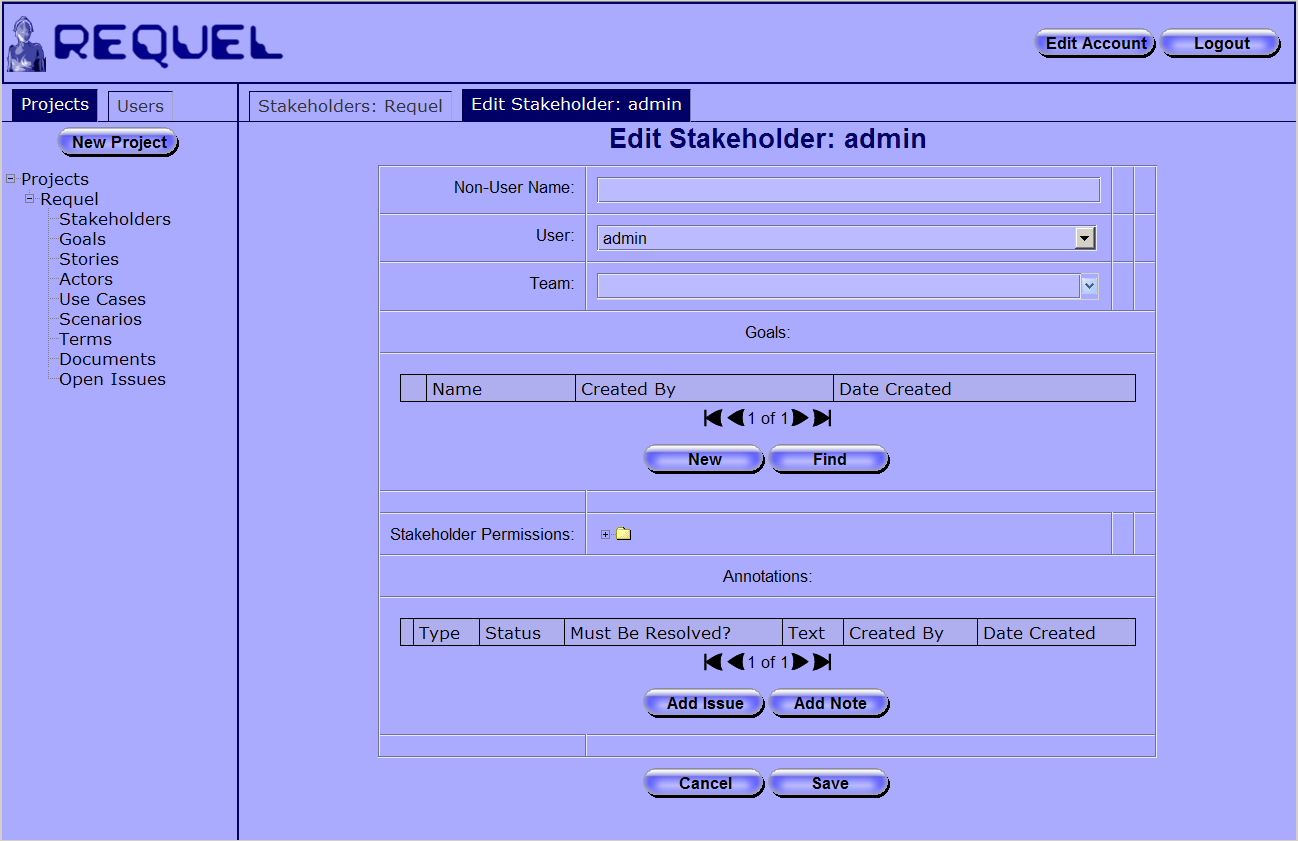 REQUEL
Edit Account Logout
Projects Users
Stakeholders: Requel Edit Stakeholder: admin
New Project
Projects
Requel
Stakeholders
Goals
Stories
Actors
Use Cases
Scenarios
Terms
Documents
Open Issues
Edit Stakeholder: admin
Non-User Name:
User: admin
Team:
Goals:
Name Created By Date Created
1 of 1
New Find
Stakeholder Permissions:
Annotations:
Type Status Must Be Resolved? Text Created By Date Created
1 of 1
Add Issue Add Note
Cancel Save